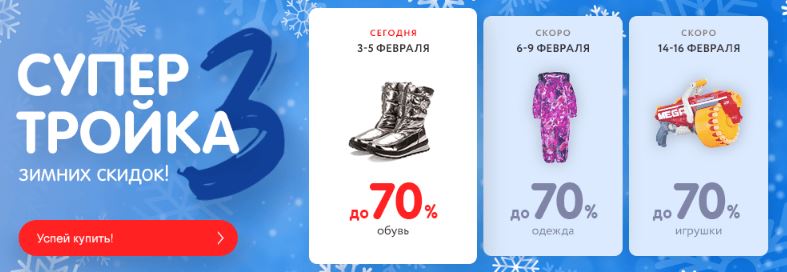 СУПЕР
ТРОЙКА
3
зимних скидок!
Успей купить!
СЕГОДНЯ
3-5 ФЕВРАЛЯ
до 70%
обувь
СКОРО
6-9 ФЕВРАЛЯ
до 70%
одежда
СКОРО
14-16 ФЕВРАЛЯ
MEGA
до 70%
игрушки